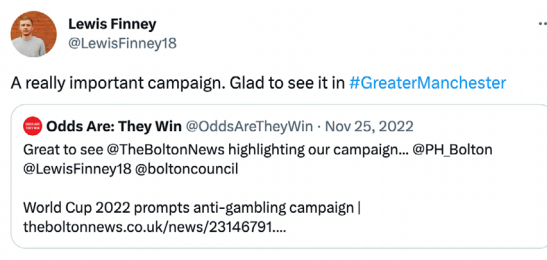 Lewis Finney
@LewisFinney18
A really important campaign. Glad to see it in #GreaterManchester
Odds Are: They Win @OddsAreTheyWin · Nov 25, 2022
Great to see @TheBoltonNews highlighting our campaign... @PH_Bolton
@LewisFinney18 @boltoncouncil
World Cup 2022 prompts anti-gambling campaign |
theboltonnews.co.uk/news/23146791....